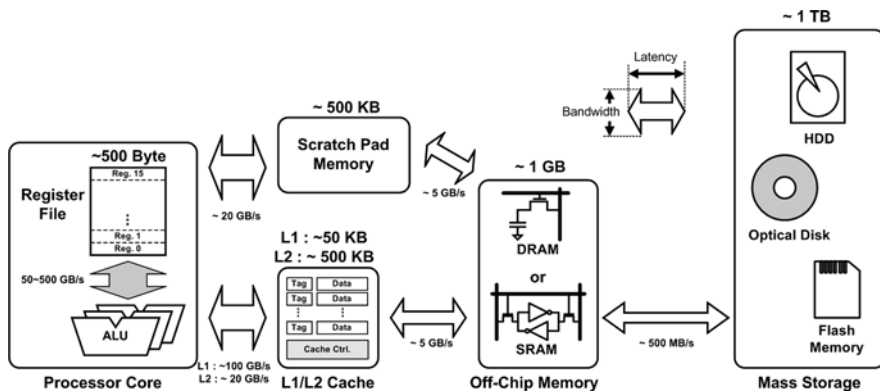 ~ 1 TB
Latency
Bandwidth
HDD
Optical Disk
Flash
Memory
Mass Storage
~ 500 KB
Scratch Pad
Memory
~500 Byte
Register
File
Reg. 15
Reg. 1
Reg. 0
50~500 GB/s
ALU
Processor Core
~ 20 GB/s
~ 5 GB/s
L1 : ~50 KB
L2 : ~ 500 KB
Tag Data
Tag Data
Tag Data
Cache Ctrl.
L1/L2 Cache
L1 : ~100 GB/s
L2 : ~ 20 GB/s
~ 5 GB/s
~ 1 GB
DRAM
or
SRAM
Off-Chip Memory
~ 500 MB/s